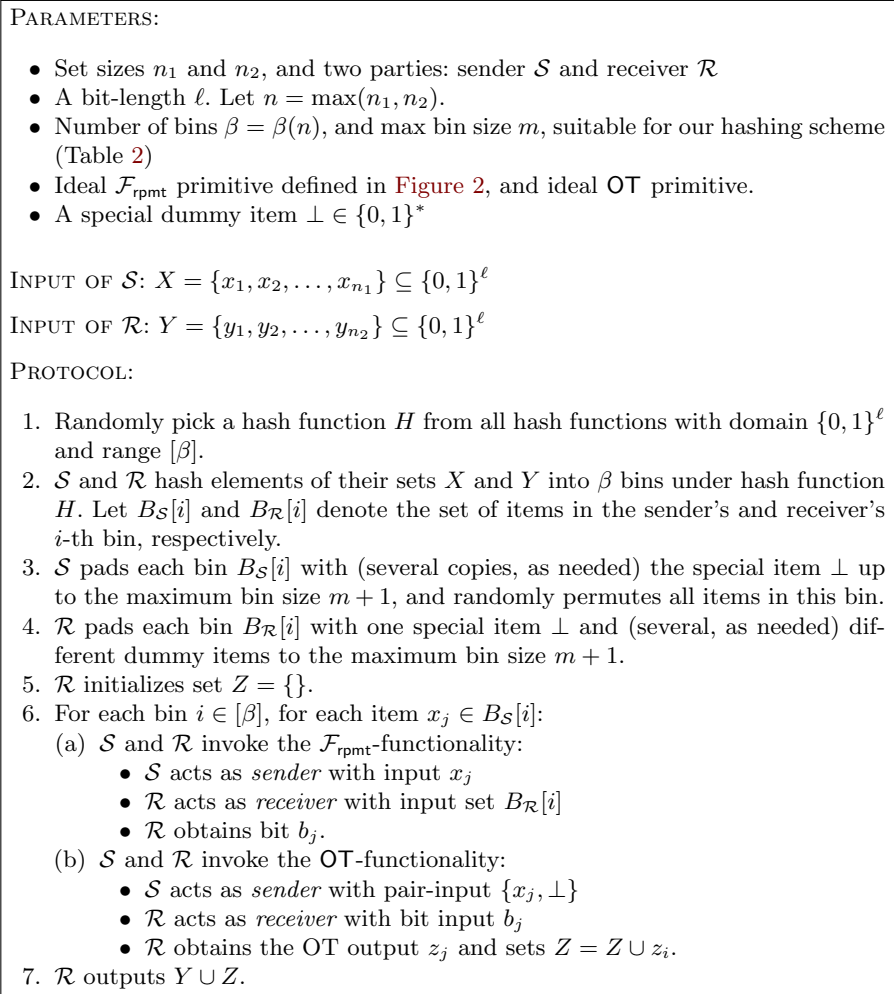 PARAMETERS:
• Set sizes n₁ and n₂, and two parties: sender 𝒮 and receiver ℛ
• A bit-length ℓ. Let n = max(n₁, n₂).
• Number of bins β = β(n), and max bin size m, suitable for our hashing scheme
(Table 2)
• Ideal ℱ_rpmt primitive defined in Figure 2, and ideal OT primitive.
• A special dummy item ⊥ ∈ {0, 1}*
INPUT OF 𝒮: X = {x₁, x₂, . . . , x_{n₁}} ⊆ {0, 1}^ℓ
INPUT OF ℛ: Y = {y₁, y₂, . . . , y_{n₂}} ⊆ {0, 1}^ℓ
PROTOCOL:
1. Randomly pick a hash function H from all hash functions with domain {0, 1}^ℓ
and range [β].
2. 𝒮 and ℛ hash elements of their sets X and Y into β bins under hash function
H. Let B_𝒮[i] and B_ℛ[i] denote the set of items in the sender's and receiver's
i-th bin, respectively.
3. 𝒮 pads each bin B_𝒮[i] with (several copies, as needed) the special item ⊥ up
to the maximum bin size m + 1, and randomly permutes all items in this bin.
4. ℛ pads each bin B_ℛ[i] with one special item ⊥ and (several, as needed) dif-
ferent dummy items to the maximum bin size m + 1.
5. ℛ initializes set Z = {}.
6. For each bin i ∈ [β], for each item x_j ∈ B_𝒮[i]:
(a) 𝒮 and ℛ invoke the ℱ_rpmt-functionality:
• 𝒮 acts as sender with input x_j
• ℛ acts as receiver with input set B_ℛ[i]
• ℛ obtains bit b_j.
(b) 𝒮 and ℛ invoke the OT-functionality:
• 𝒮 acts as sender with pair-input {x_j, ⊥}
• ℛ acts as receiver with bit input b_j
• ℛ obtains the OT output z_j and sets Z = Z ∪ z_i.
7. ℛ outputs Y ∪ Z.